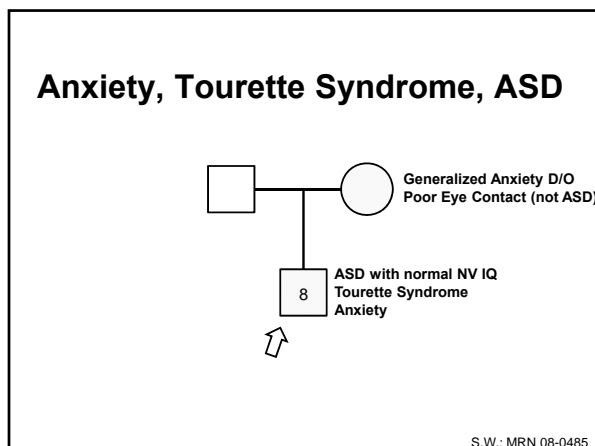 Anxiety, Tourette Syndrome, ASD
Generalized Anxiety D/O
Poor Eye Contact (not ASD)
8
ASD with normal NV IQ
Tourette Syndrome
Anxiety
S.W.: MRN 08-0485